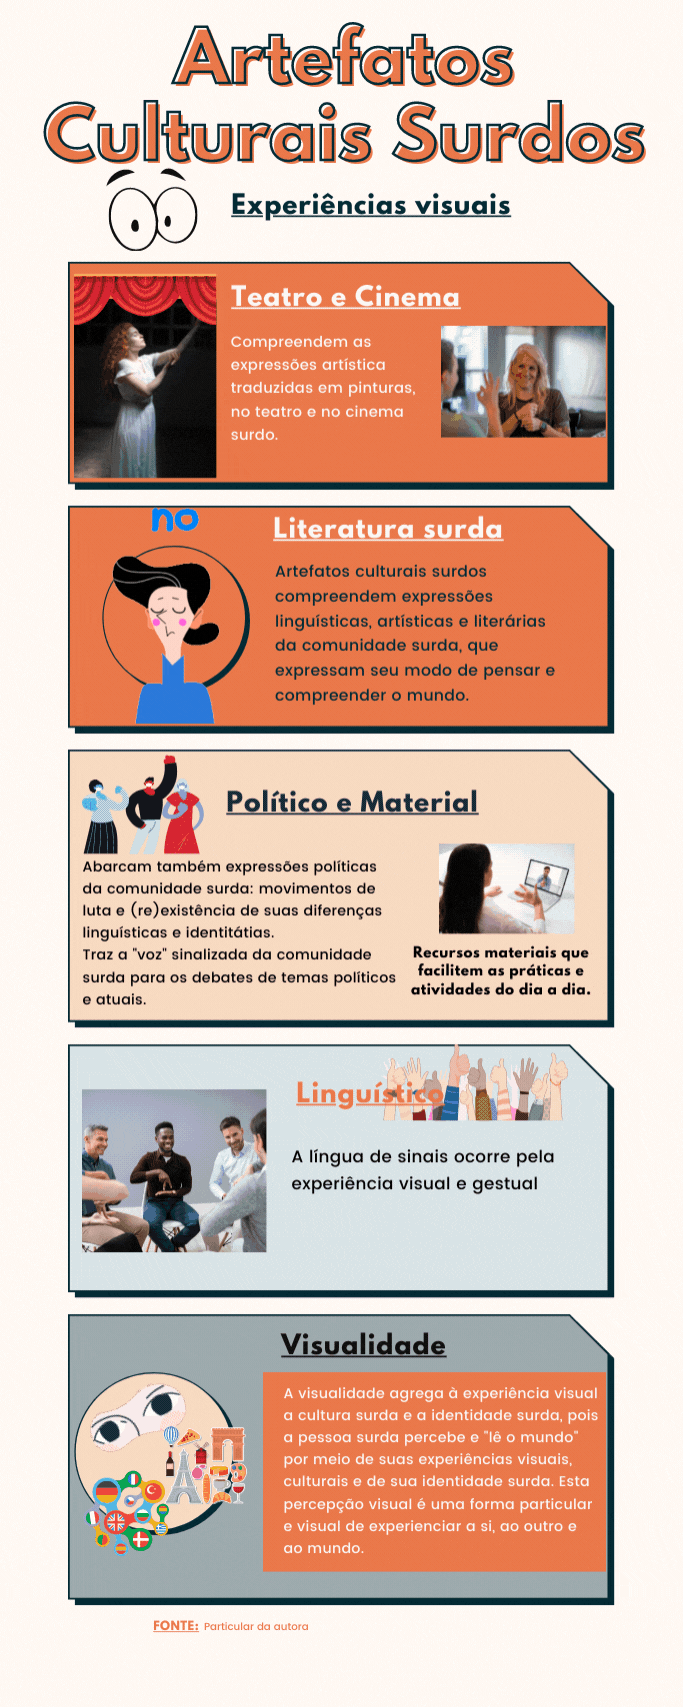 Artefatos
Culturais Surdos
Experiências visuais
Teatro e Cinema
Compreendem as
expressões artística
traduzidas em pinturas,
no teatro e no cinema
surdo.
no
Literatura surda
Artefatos culturais surdos
compreendem expressões
linguísticas, artísticas e literárias
da comunidade surda, que
expressam seu modo de pensar e
compreender o mundo.
Político e Material
Abarcam também expressões políticas
da comunidade surda: movimentos de
luta e (re)existência de suas diferenças
linguísticas e identitátias.
Traz a "voz" sinalizada da comunidade
surda para os debates de temas políticos
e atuais.
Recursos materiais que
facilitem as práticas e
atividades do dia a dia.
Linguístico
A língua de sinais ocorre pela
experiência visual e gestual
Visualidade
A visualidade agrega à experiência visual
a cultura surda e a identidade surda, pois
a pessoa surda percebe e "lê o mundo"
por meio de suas experiências visuais,
culturais e de sua identidade surda. Esta
percepção visual é uma forma particular
e visual de experienciar a si, ao outro e
ao mundo.
FONTE: Particular da autora